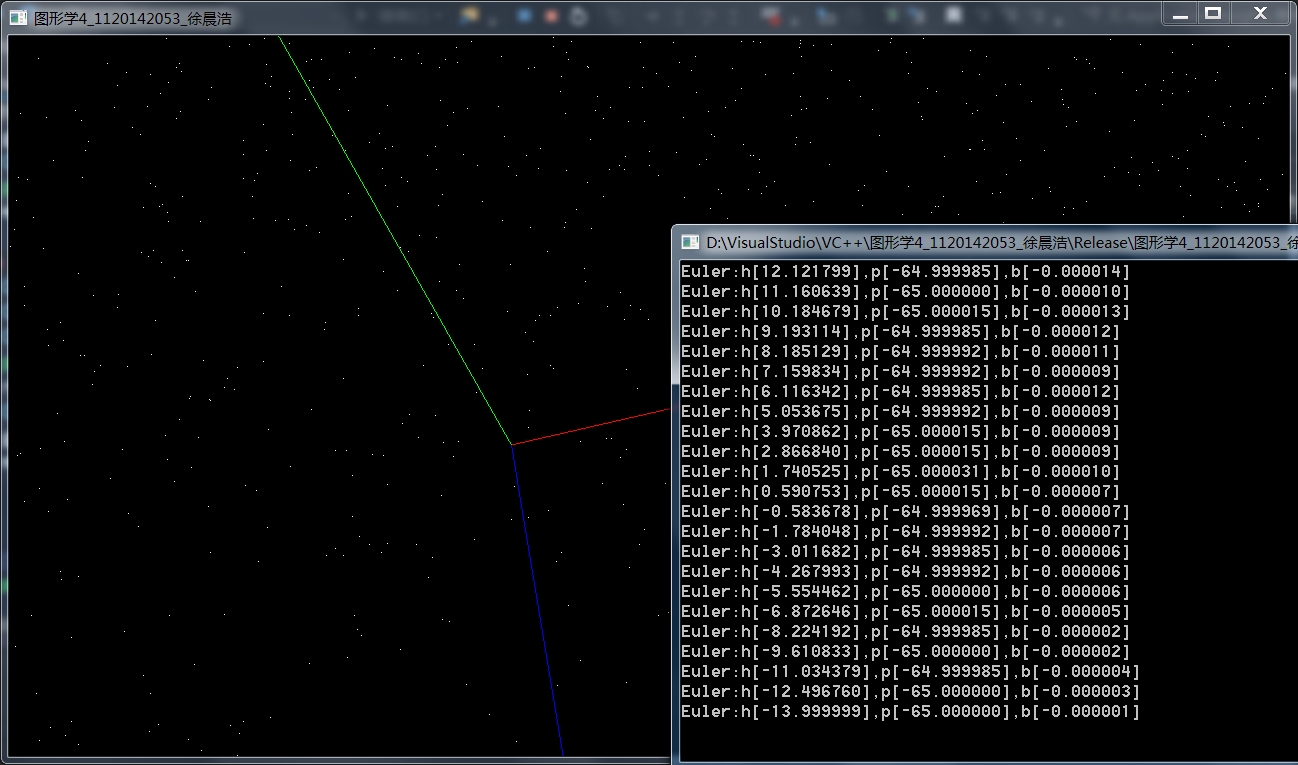 图形学4_1120142053_徐晨浩
D:\VisualStudio\VC++\图形学4_1120142053_徐晨浩\Release\图形学4_1120142053_徐
Euler:h[12.121799],p[-64.999985],b[-0.000014]
Euler:h[11.160639],p[-65.000000],b[-0.000010]
Euler:h[10.184679],p[-65.000015],b[-0.000013]
Euler:h[9.193114],p[-64.999985],b[-0.000012]
Euler:h[8.185129],p[-64.999992],b[-0.000011]
Euler:h[7.159834],p[-64.999992],b[-0.000009]
Euler:h[6.116342],p[-64.999985],b[-0.000012]
Euler:h[5.053675],p[-64.999992],b[-0.000009]
Euler:h[3.970862],p[-65.000015],b[-0.000009]
Euler:h[2.866840],p[-65.000015],b[-0.000009]
Euler:h[1.740525],p[-65.000031],b[-0.000010]
Euler:h[0.590753],p[-65.000015],b[-0.000007]
Euler:h[-0.583678],p[-64.999969],b[-0.000007]
Euler:h[-1.784048],p[-64.999992],b[-0.000007]
Euler:h[-3.011682],p[-64.999985],b[-0.000006]
Euler:h[-4.267993],p[-64.999992],b[-0.000006]
Euler:h[-5.554462],p[-65.000000],b[-0.000006]
Euler:h[-6.872646],p[-65.000015],b[-0.000005]
Euler:h[-8.224192],p[-64.999985],b[-0.000002]
Euler:h[-9.610833],p[-65.000000],b[-0.000002]
Euler:h[-11.034379],p[-64.999985],b[-0.000004]
Euler:h[-12.496760],p[-65.000000],b[-0.000003]
Euler:h[-13.999999],p[-65.000000],b[-0.000001]